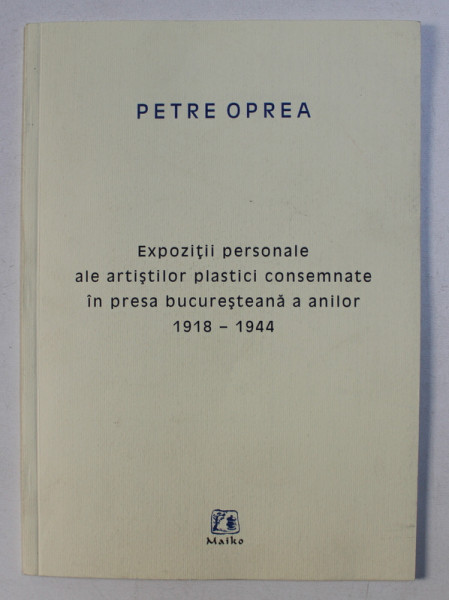 PETRE OPREA
Expoziţii personale
ale artiştilor plastici consemnate
în presa bucureşteană a anilor
1918 – 1944
Maiko